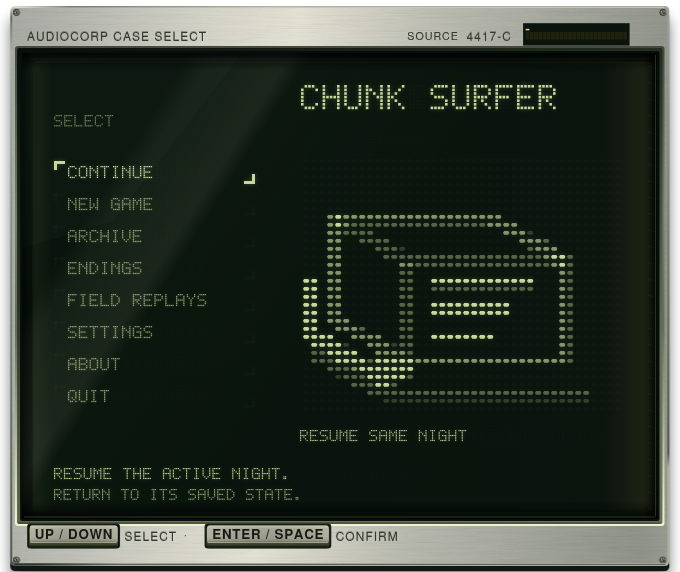 AUDIOCORP CASE SELECT
SOURCE 4417-C
CHUNK SURFER
SELECT
CONTINUE
NEW GAME
ARCHIVE
ENDINGS
FIELD REPLAYS
SETTINGS
ABOUT
QUIT
RESUME SAME NIGHT
RESUME THE ACTIVE NIGHT.
RETURN TO ITS SAVED STATE.
UP / DOWN SELECT · ENTER / SPACE CONFIRM